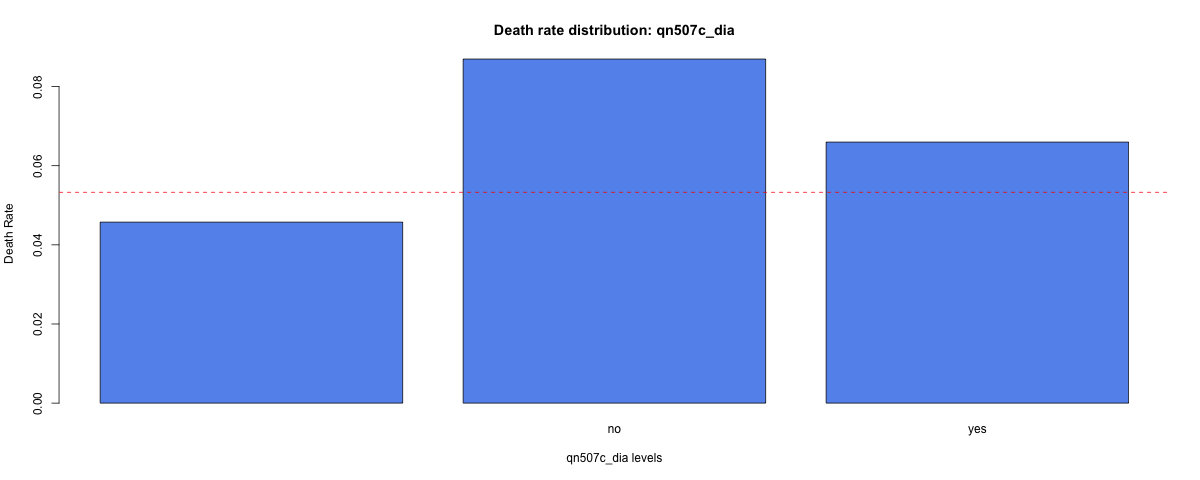 Death rate distribution: qn507c_dia
Death Rate
0.08
0.06
0.04
0.02
0.00
no yes
qn507c_dia levels